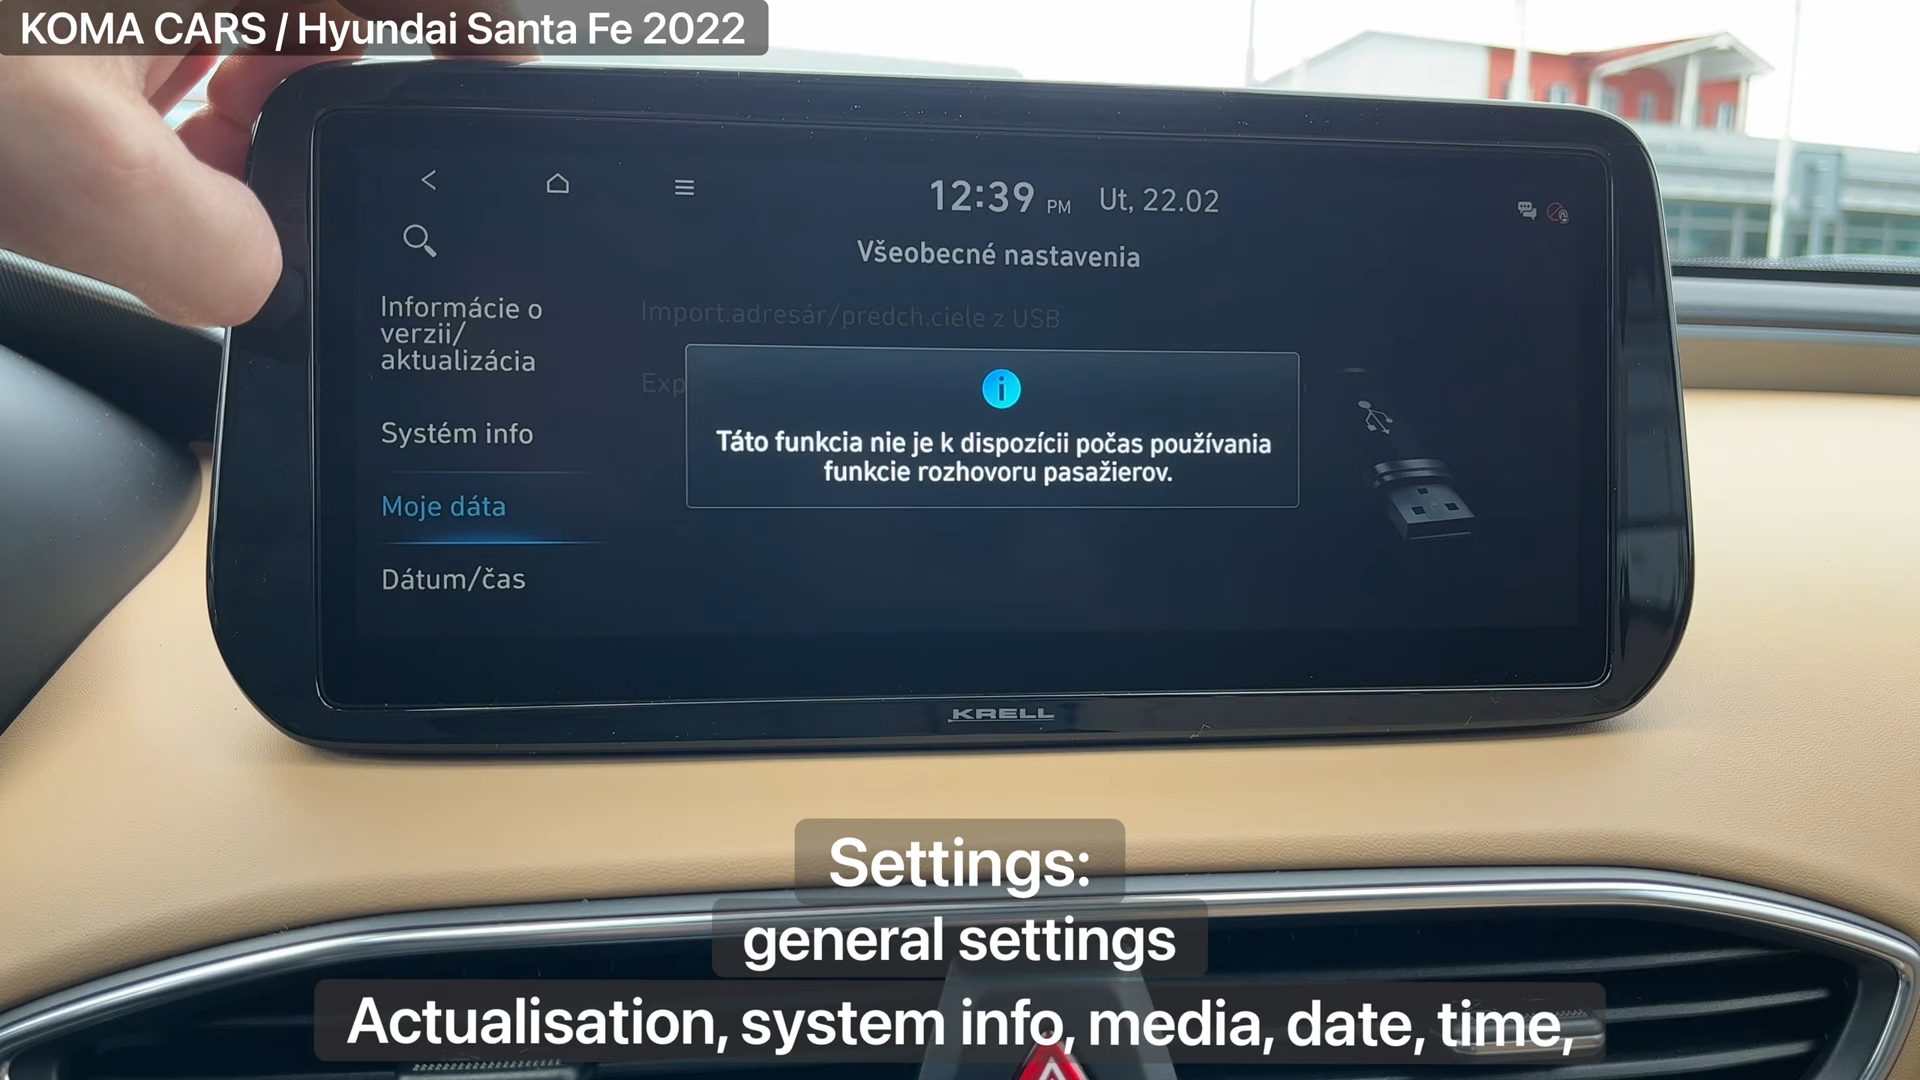 KOMA CARS / Hyundai Santa Fe 2022
12:39 PM Ut, 22.02
Všeobecné nastavenia
Informácie o
verzii/
aktualizácia
Systém info
Moje dáta
Dátum/čas
Import.adresár/predch.ciele z USB
Exp
Táto funkcia nie je k dispozícii počas používania
funkcie rozhovoru pasažierov.
KRELL
Settings:
general settings
Actualisation, system info, media, date, time,